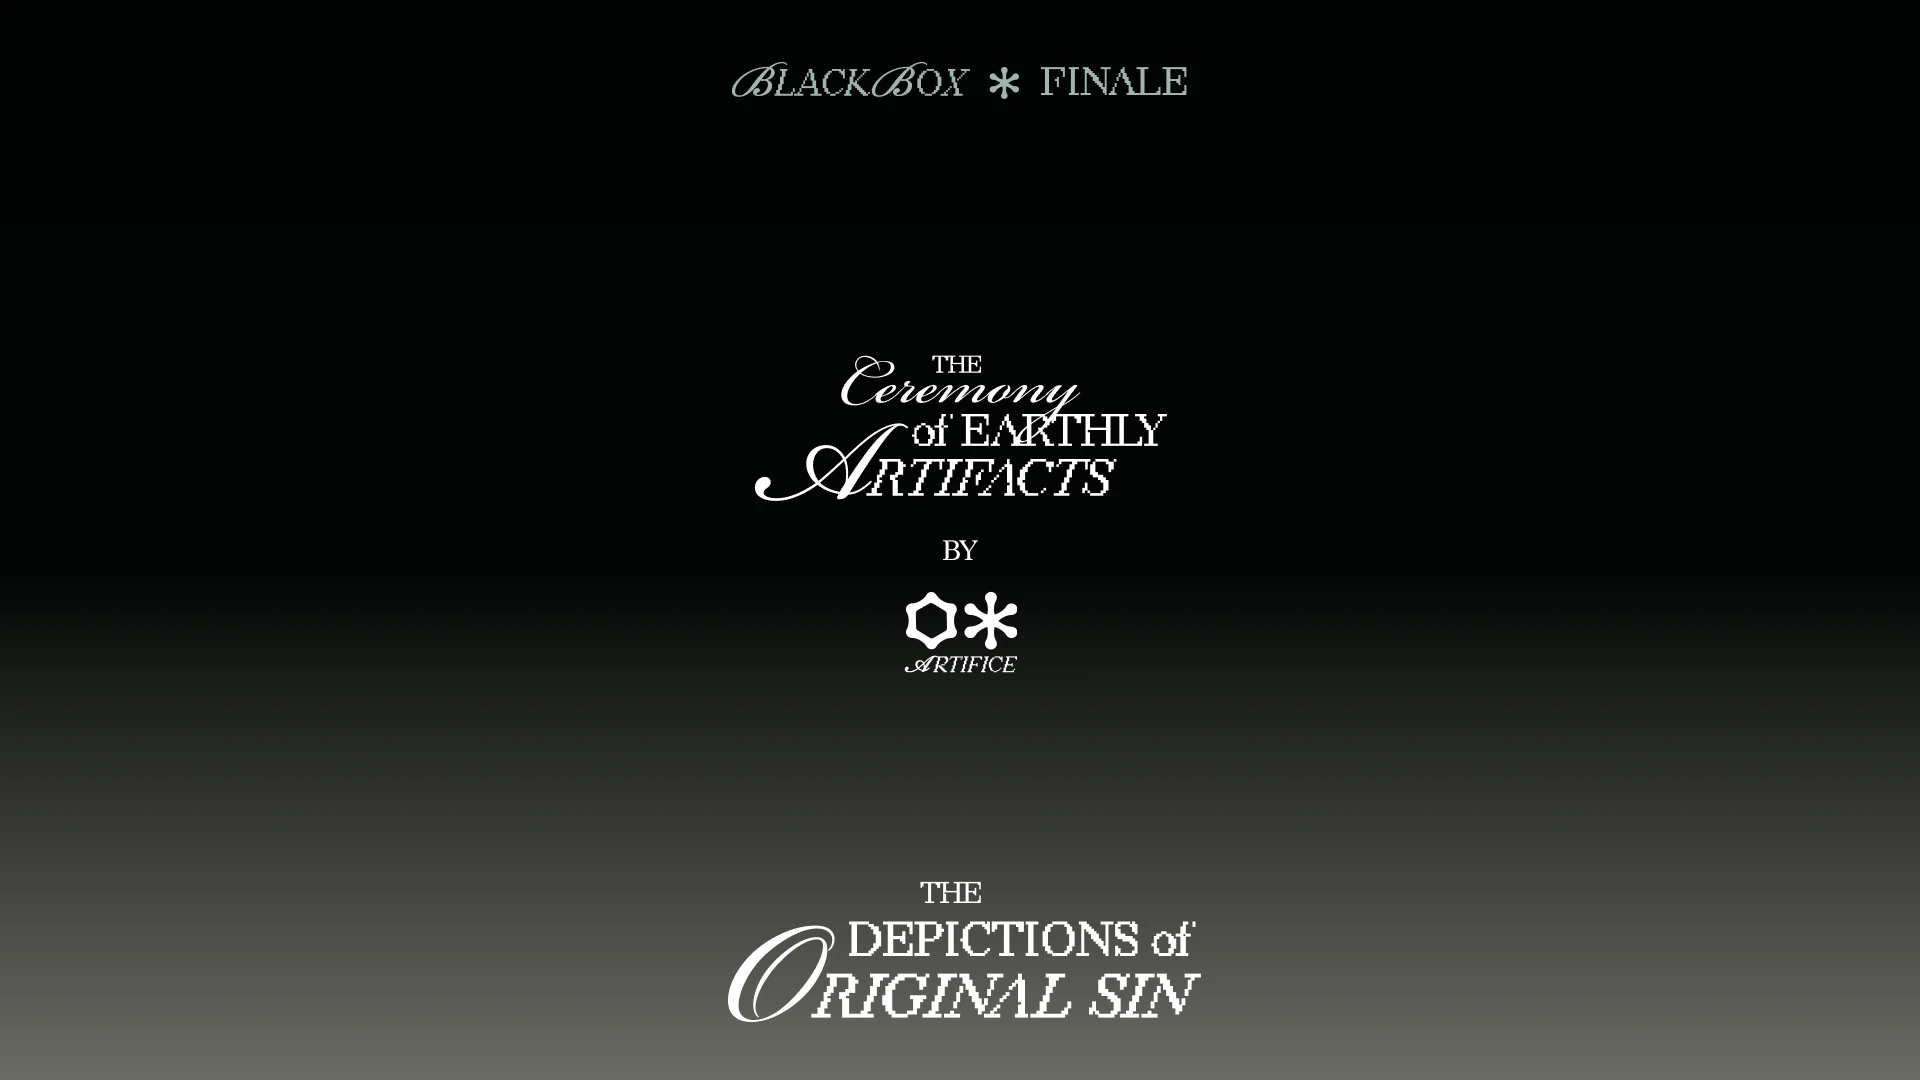 BLACKBOX * FINALE
THE
Ceremony
of EARTHLY
ARTIFACTS
BY
ARTIFICE
THE
DEPICTIONS of
ORIGINAL SIN